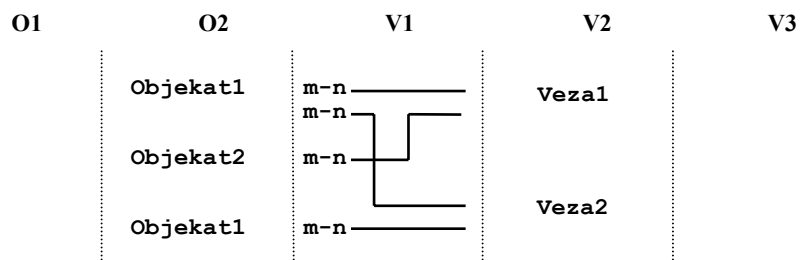 O1 O2 V1 V2 V3
Objekat1 m-n Veza1
m-n
Objekat2 m-n
Veza2
Objekat1 m-n